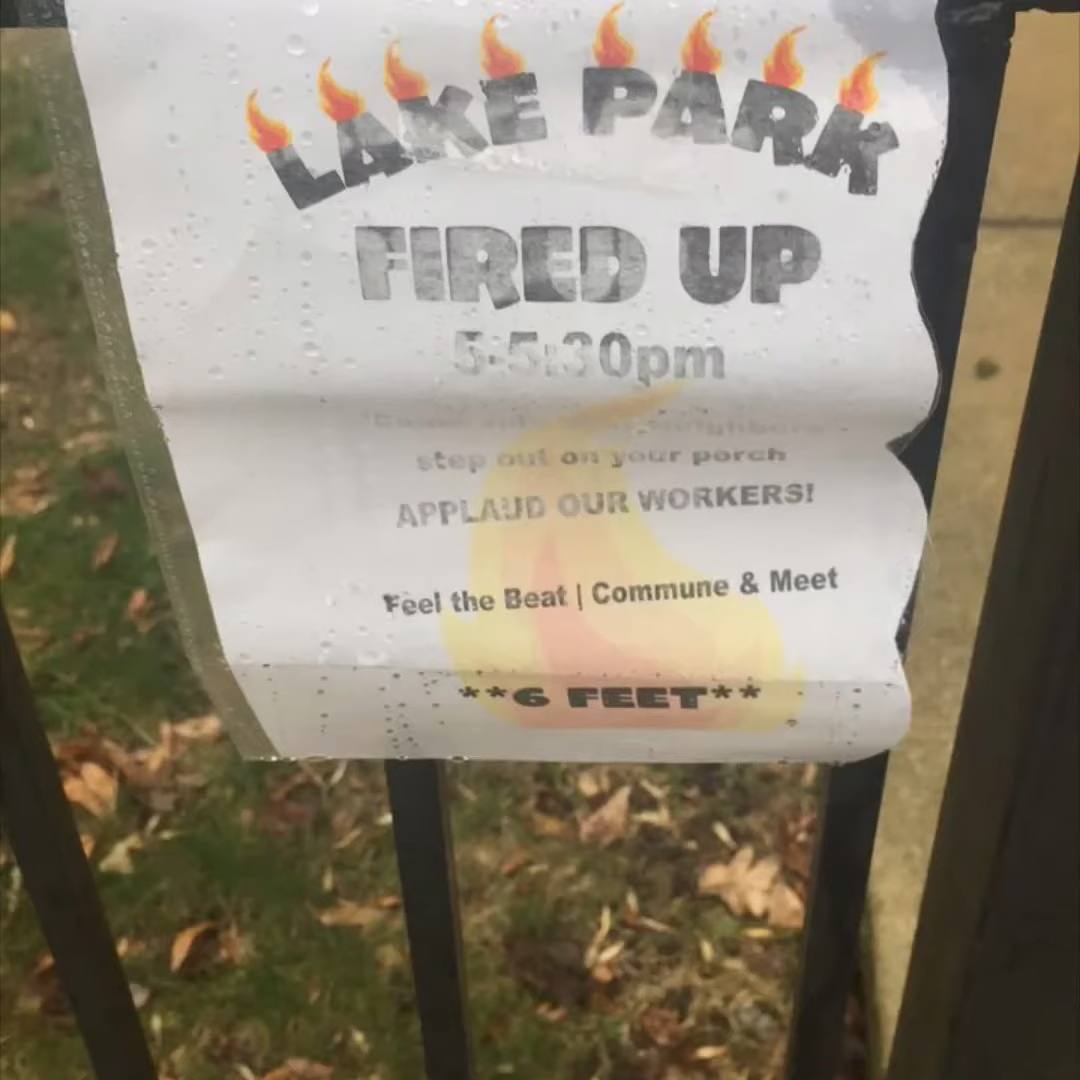 LAKE PARK
FIRED UP
5-5:30pm
Neighbors
step out on your porch
APPLAUD OUR WORKERS!
Feel the Beat | Commune & Meet
**6 FEET**